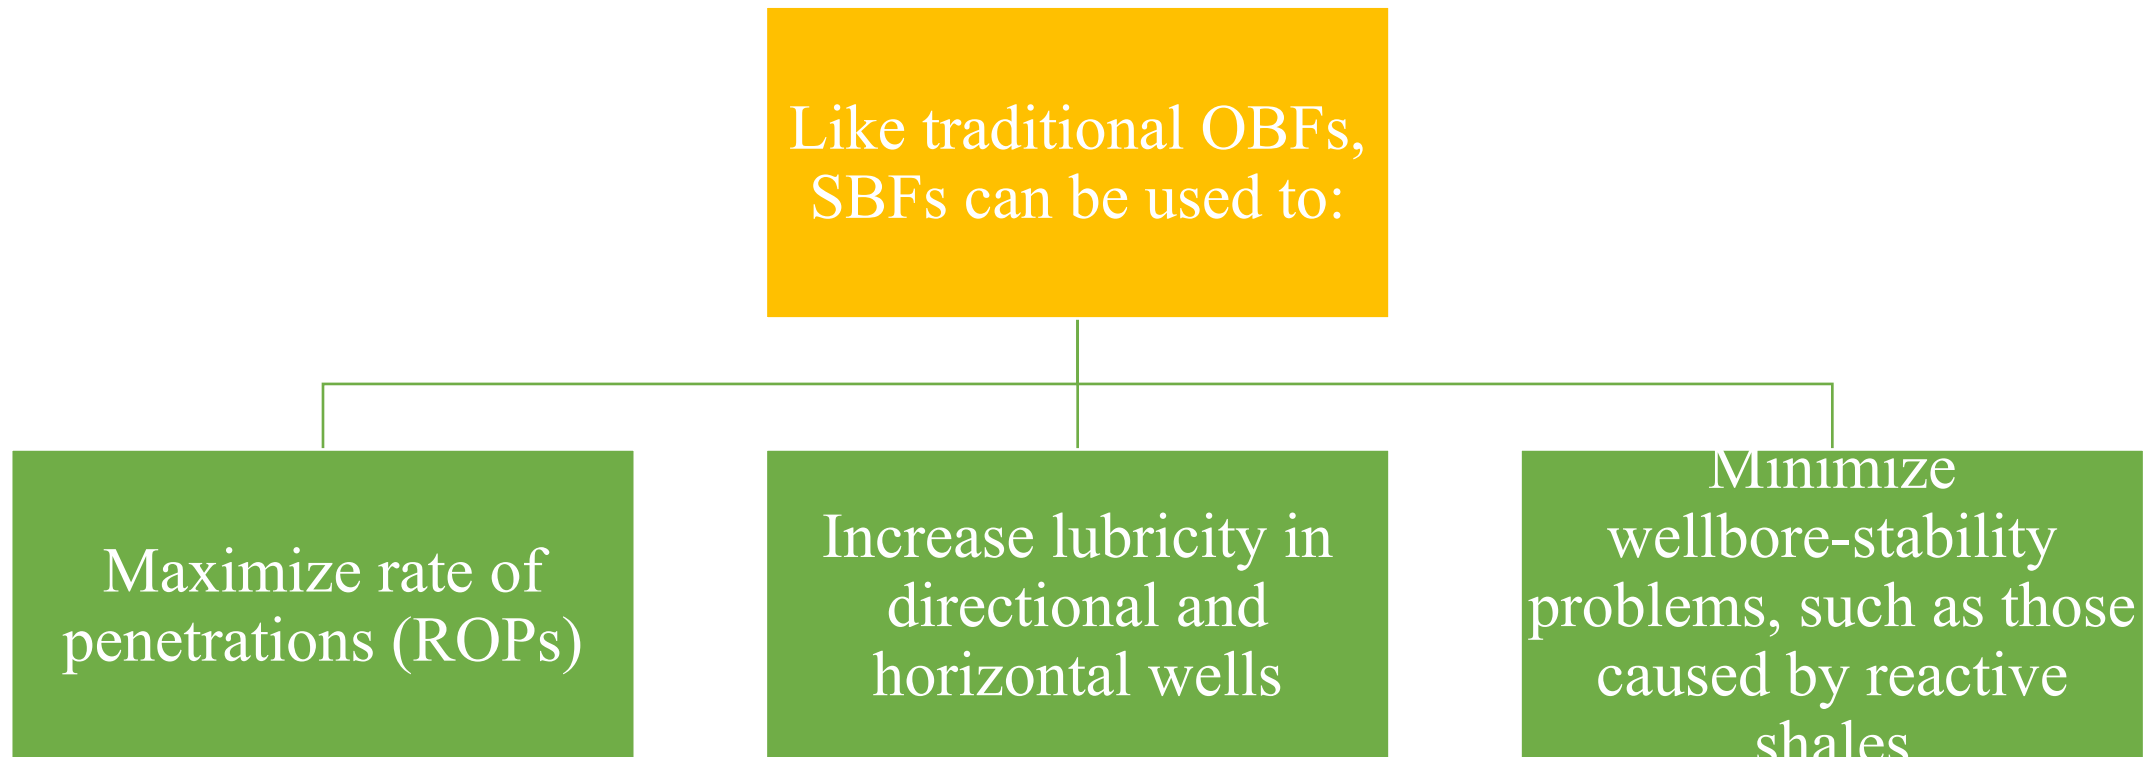 Like traditional OBFs,
SBFs can be used to:
Maximize rate of
penetrations (ROPs)
Increase lubricity in
directional and
horizontal wells
Minimize
wellbore-stability
problems, such as those
caused by reactive
shales